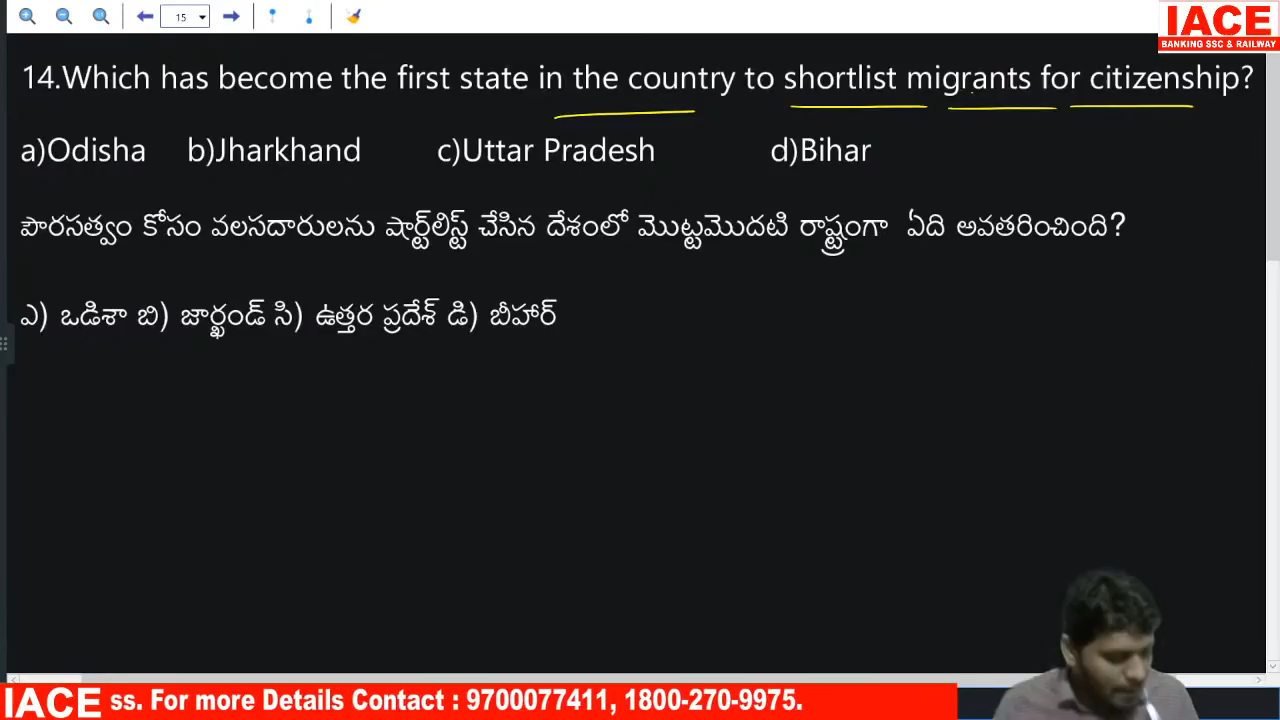 15
IACE
BANKING SSC & RAILWAY
14.Which has become the first state in the country to shortlist migrants for citizenship?
a)Odisha b)Jharkhand c)Uttar Pradesh d)Bihar
పౌరసత్వం కోసం వలసదారులను షార్ట్‌లిస్ట్ చేసిన దేశంలో మొట్టమొదటి రాష్ట్రంగా ఏది అవతరించింది?
ఎ) ఒడిశా బి) జార్ఖండ్ సి) ఉత్తర ప్రదేశ్ డి) బీహార్
IACE ss. For more Details Contact : 9700077411, 1800-270-9975.